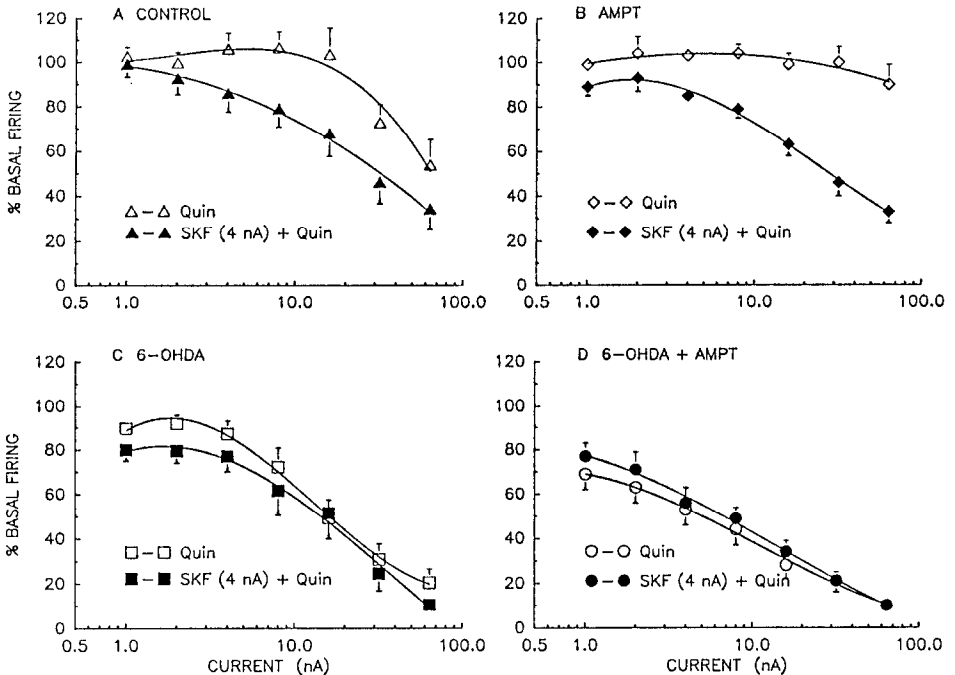 A CONTROL
% BASAL FIRING
120
100
80
60
40
20
0
0.5
1.0
10.0
100.0
△–△ Quin
▲–▲ SKF (4 nA) + Quin
B AMPT
120
100
80
60
40
20
0
0.5
1.0
10.0
100.0
◇–◇ Quin
◆–◆ SKF (4 nA) + Quin
C 6–OHDA
% BASAL FIRING
120
100
80
60
40
20
0
0.5
1.0
10.0
100.0
CURRENT (nA)
□–□ Quin
■–■ SKF (4 nA) + Quin
D 6–OHDA + AMPT
120
100
80
60
40
20
0
0.5
1.0
10.0
100.0
CURRENT (nA)
○–○ Quin
●–● SKF (4 nA) + Quin